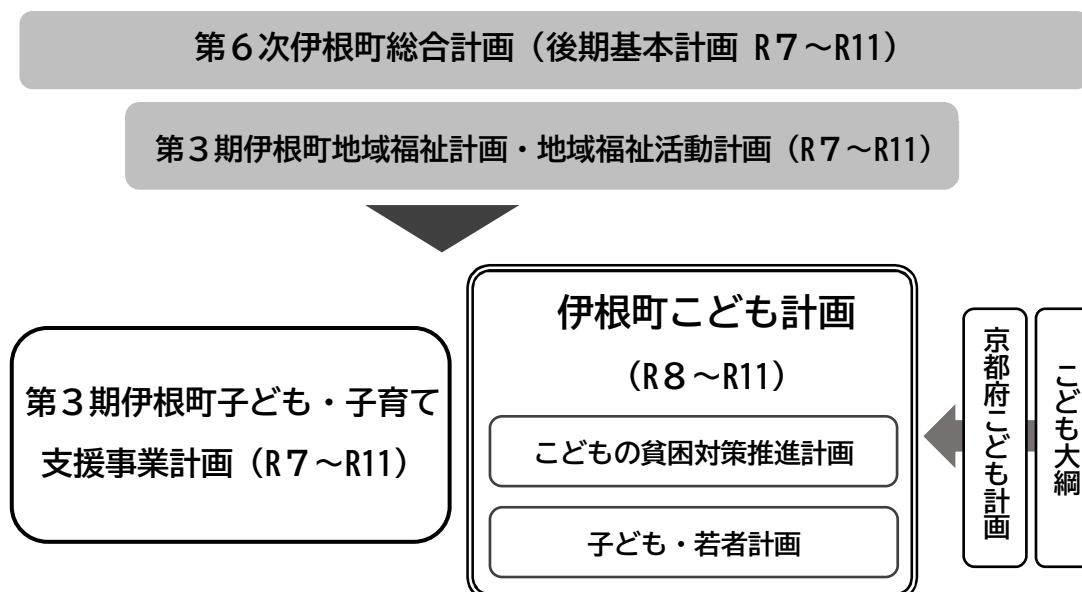 第６次伊根町総合計画（後期基本計画 R７～R11）
第３期伊根町地域福祉計画・地域福祉活動計画（R７～R11）
第３期伊根町子ども・子育て
支援事業計画（R７～R11）
伊根町こども計画
（R８～R11）
こどもの貧困対策推進計画
子ども・若者計画
京都府こども計画
こども大綱